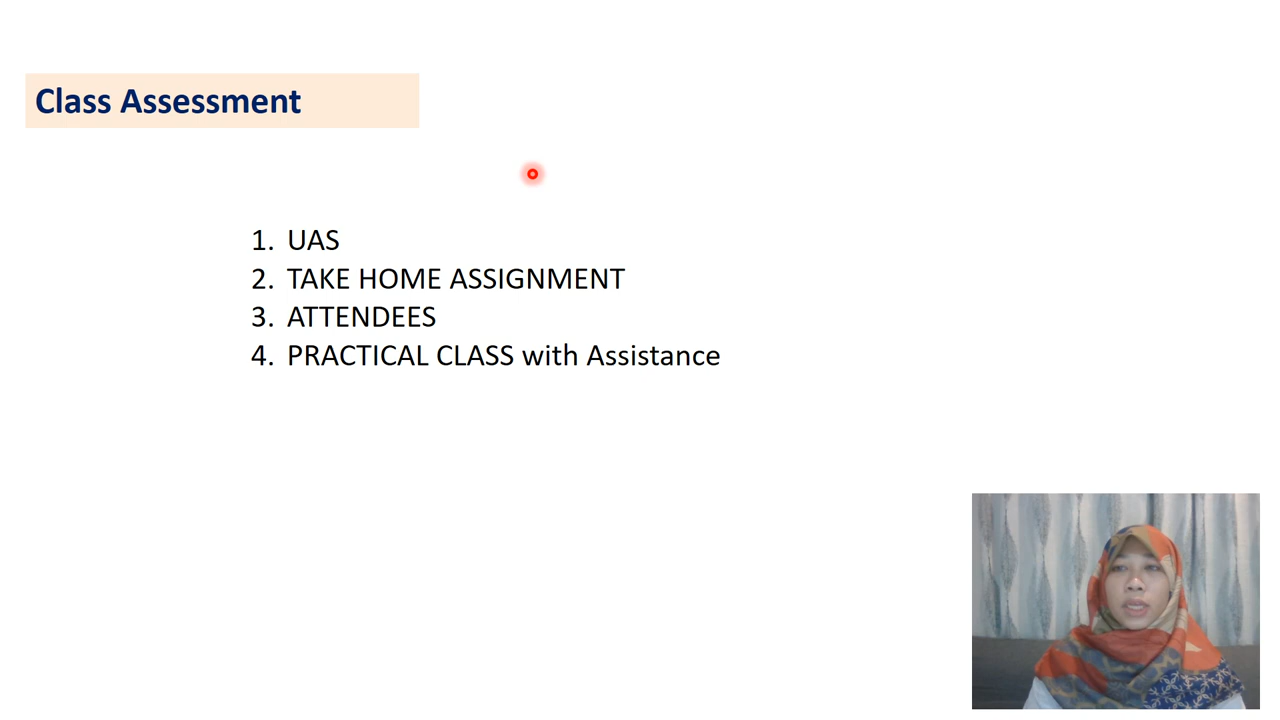 Class Assessment
1. UAS
2. TAKE HOME ASSIGNMENT
3. ATTENDEES
4. PRACTICAL CLASS with Assistance